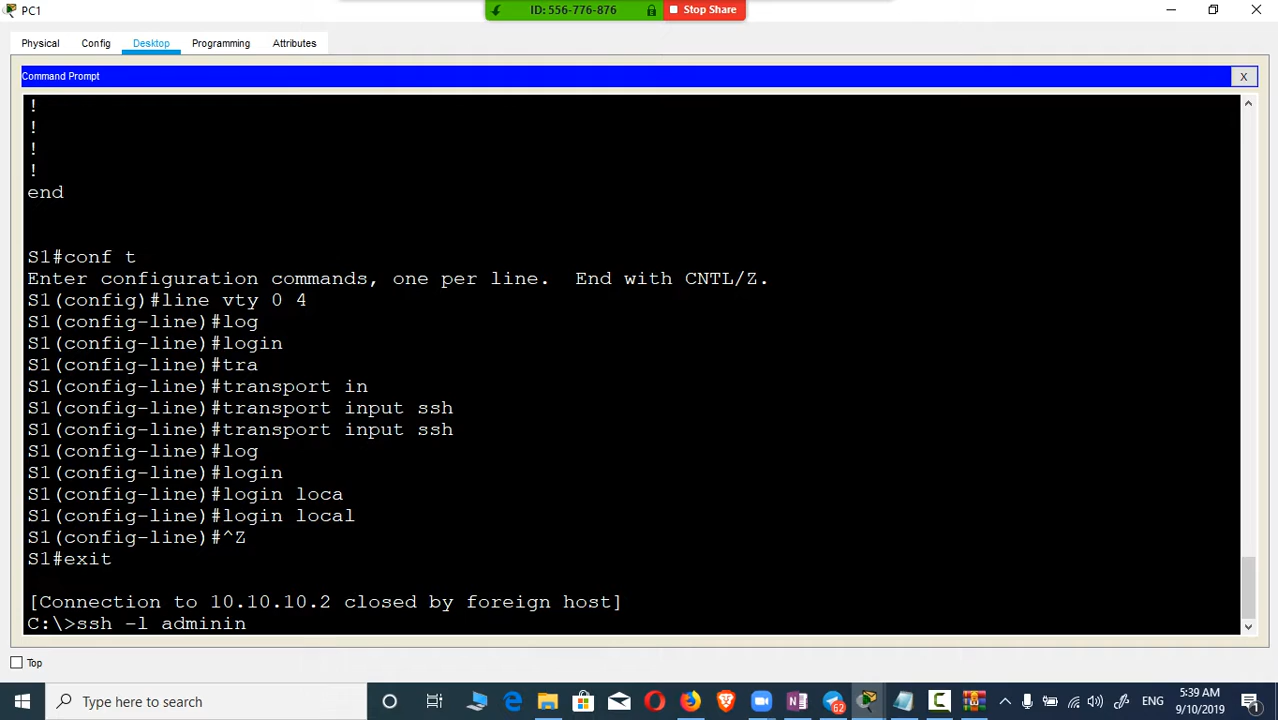 PC1
ID: 556-776-876
Stop Share
Physical
Config
Desktop
Programming
Attributes
Command Prompt
X
!
!
!
!
end
S1#conf t
Enter configuration commands, one per line.  End with CNTL/Z.
S1(config)#line vty 0 4
S1(config-line)#log
S1(config-line)#login
S1(config-line)#tra
S1(config-line)#transport in
S1(config-line)#transport input ssh
S1(config-line)#transport input ssh
S1(config-line)#log
S1(config-line)#login
S1(config-line)#login loca
S1(config-line)#login local
S1(config-line)#^Z
S1#exit
[Connection to 10.10.10.2 closed by foreign host]
C:\>ssh -l adminin
Top
Type here to search
62
ENG
5:39 AM
9/10/2019
1